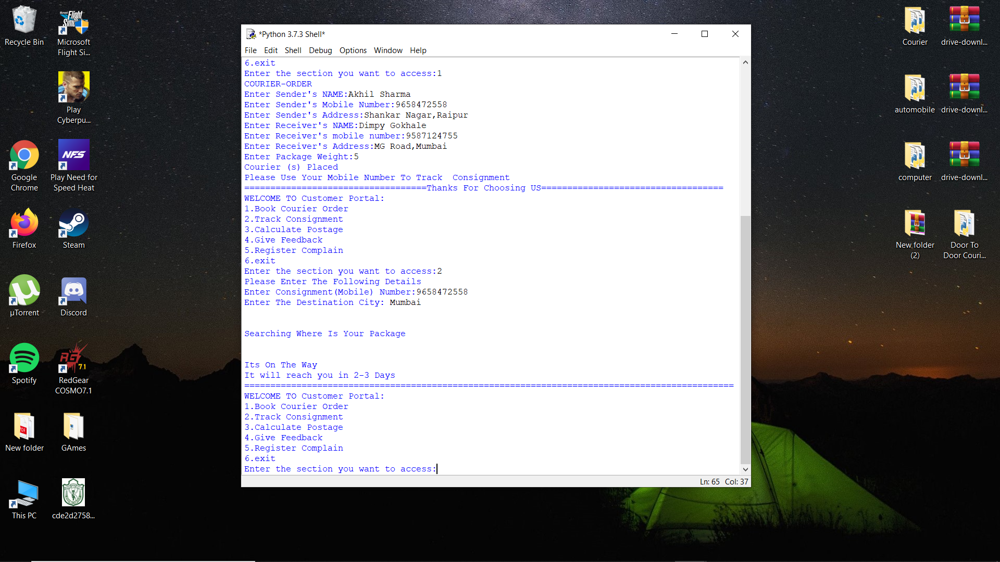 Recycle Bin
Microsoft
Flight Si...
Play
Cyberpu...
Google
Chrome
Play Need for
Speed Heat
Firefox
Steam
µTorrent
Discord
Spotify
RedGear
COSMO7.1
New folder
GAmes
This PC
cde2d2758...
*Python 3.7.3 Shell*
File Edit Shell Debug Options Window Help
6.exit
Enter the section you want to access:1
COURIER-ORDER
Enter Sender's NAME:Akhil Sharma
Enter Sender's Mobile Number:9658472558
Enter Sender's Address:Shankar Nagar,Raipur
Enter Receiver's NAME:Dimpy Gokhale
Enter Receiver's mobile number:9587124755
Enter Receiver's Address:MG Road,Mumbai
Enter Package Weight:5
Courier (s) Placed
Please Use Your Mobile Number To Track  Consignment
===================================Thanks For Choosing US===================================
WELCOME TO Customer Portal:
1.Book Courier Order
2.Track Consignment
3.Calculate Postage
4.Give Feedback
5.Register Complain
6.exit
Enter the section you want to access:2
Please Enter The Following Details
Enter Consignment(Mobile) Number:9658472558
Enter The Destination City: Mumbai
Searching Where Is Your Package
Its On The Way
It will reach you in 2-3 Days
==============================================================================================
WELCOME TO Customer Portal:
1.Book Courier Order
2.Track Consignment
3.Calculate Postage
4.Give Feedback
5.Register Complain
6.exit
Enter the section you want to access:
Ln: 65 Col: 37
Courier
drive-downl...
automobile
drive-downl...
computer
drive-downl...
New folder
(2)
Door To
Door Couri...
NFS
RG
7.1
PDF